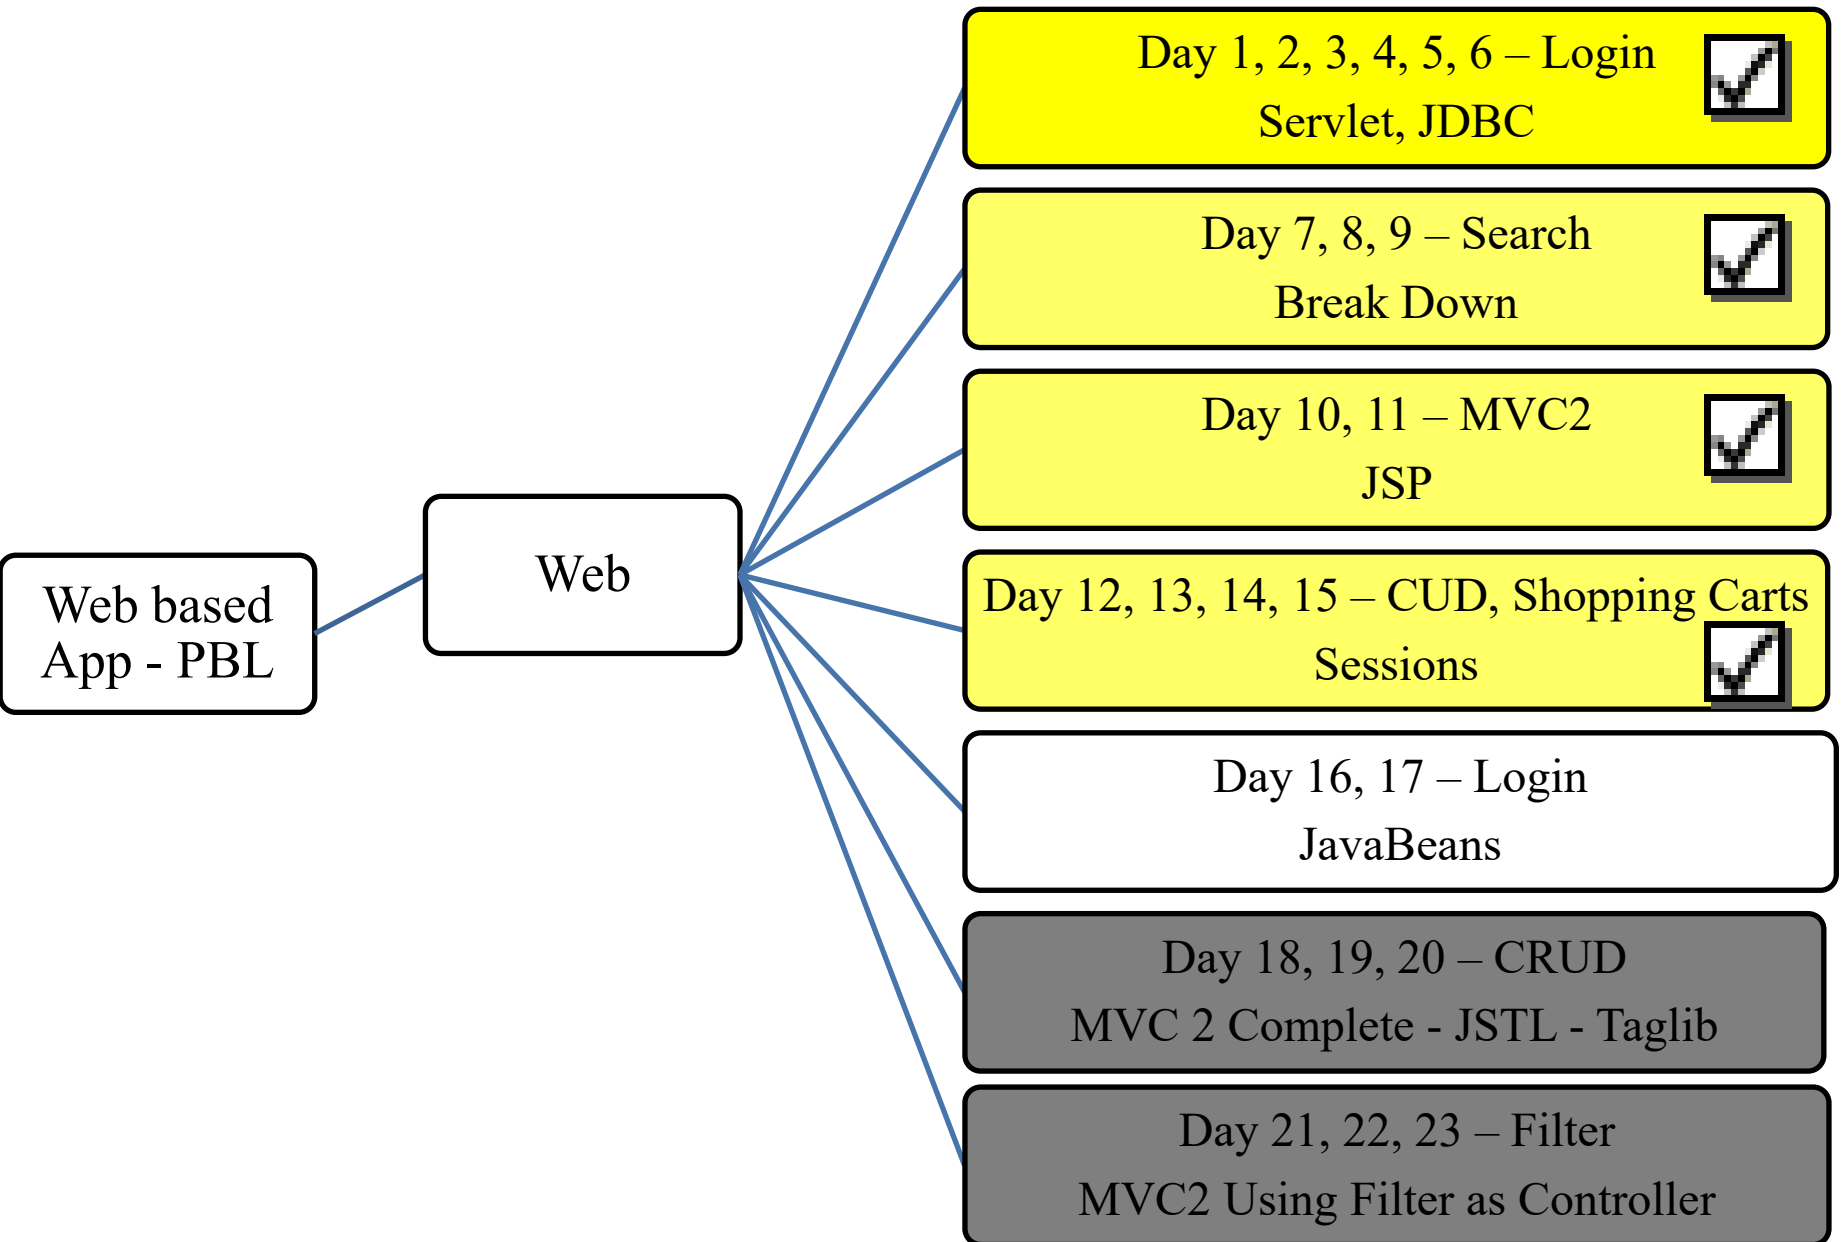 Web based
App - PBL
Web
Day 1, 2, 3, 4, 5, 6 – Login
Servlet, JDBC
Day 7, 8, 9 – Search
Break Down
Day 10, 11 – MVC2
JSP
Day 12, 13, 14, 15 – CUD, Shopping Carts
Sessions
Day 16, 17 – Login
JavaBeans
Day 18, 19, 20 – CRUD
MVC 2 Complete - JSTL - Taglib
Day 21, 22, 23 – Filter
MVC2 Using Filter as Controller